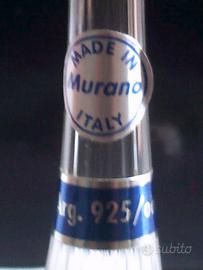 MADE IN
Murano
ITALY
arg. 925/oo
subito